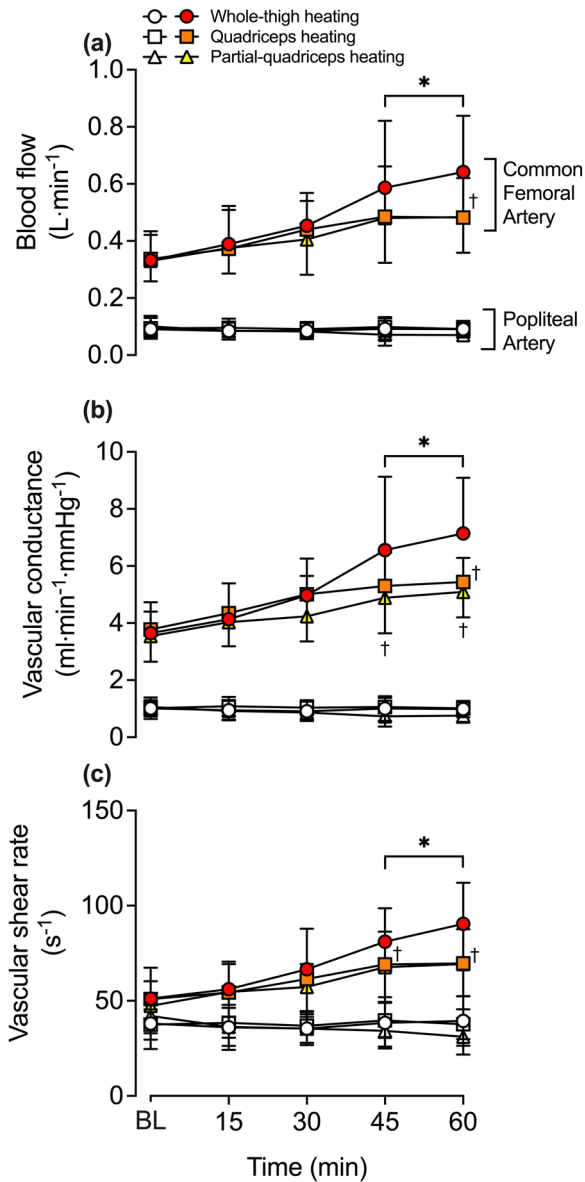 Whole-thigh heating
(a)
Quadriceps heating
Partial-quadriceps heating
1.0
*
0.8
Blood flow
(L·min⁻¹)
0.6
Common
Femoral
Artery
†
0.4
0.2
Popliteal
Artery
0.0
(b)
10
*
8
Vascular conductance
(ml·min⁻¹·mmHg⁻¹)
6
†
4
†
†
2
0
(c)
150
*
Vascular shear rate
(s⁻¹)
100
†
†
50
0
BL
15
30
45
60
Time (min)